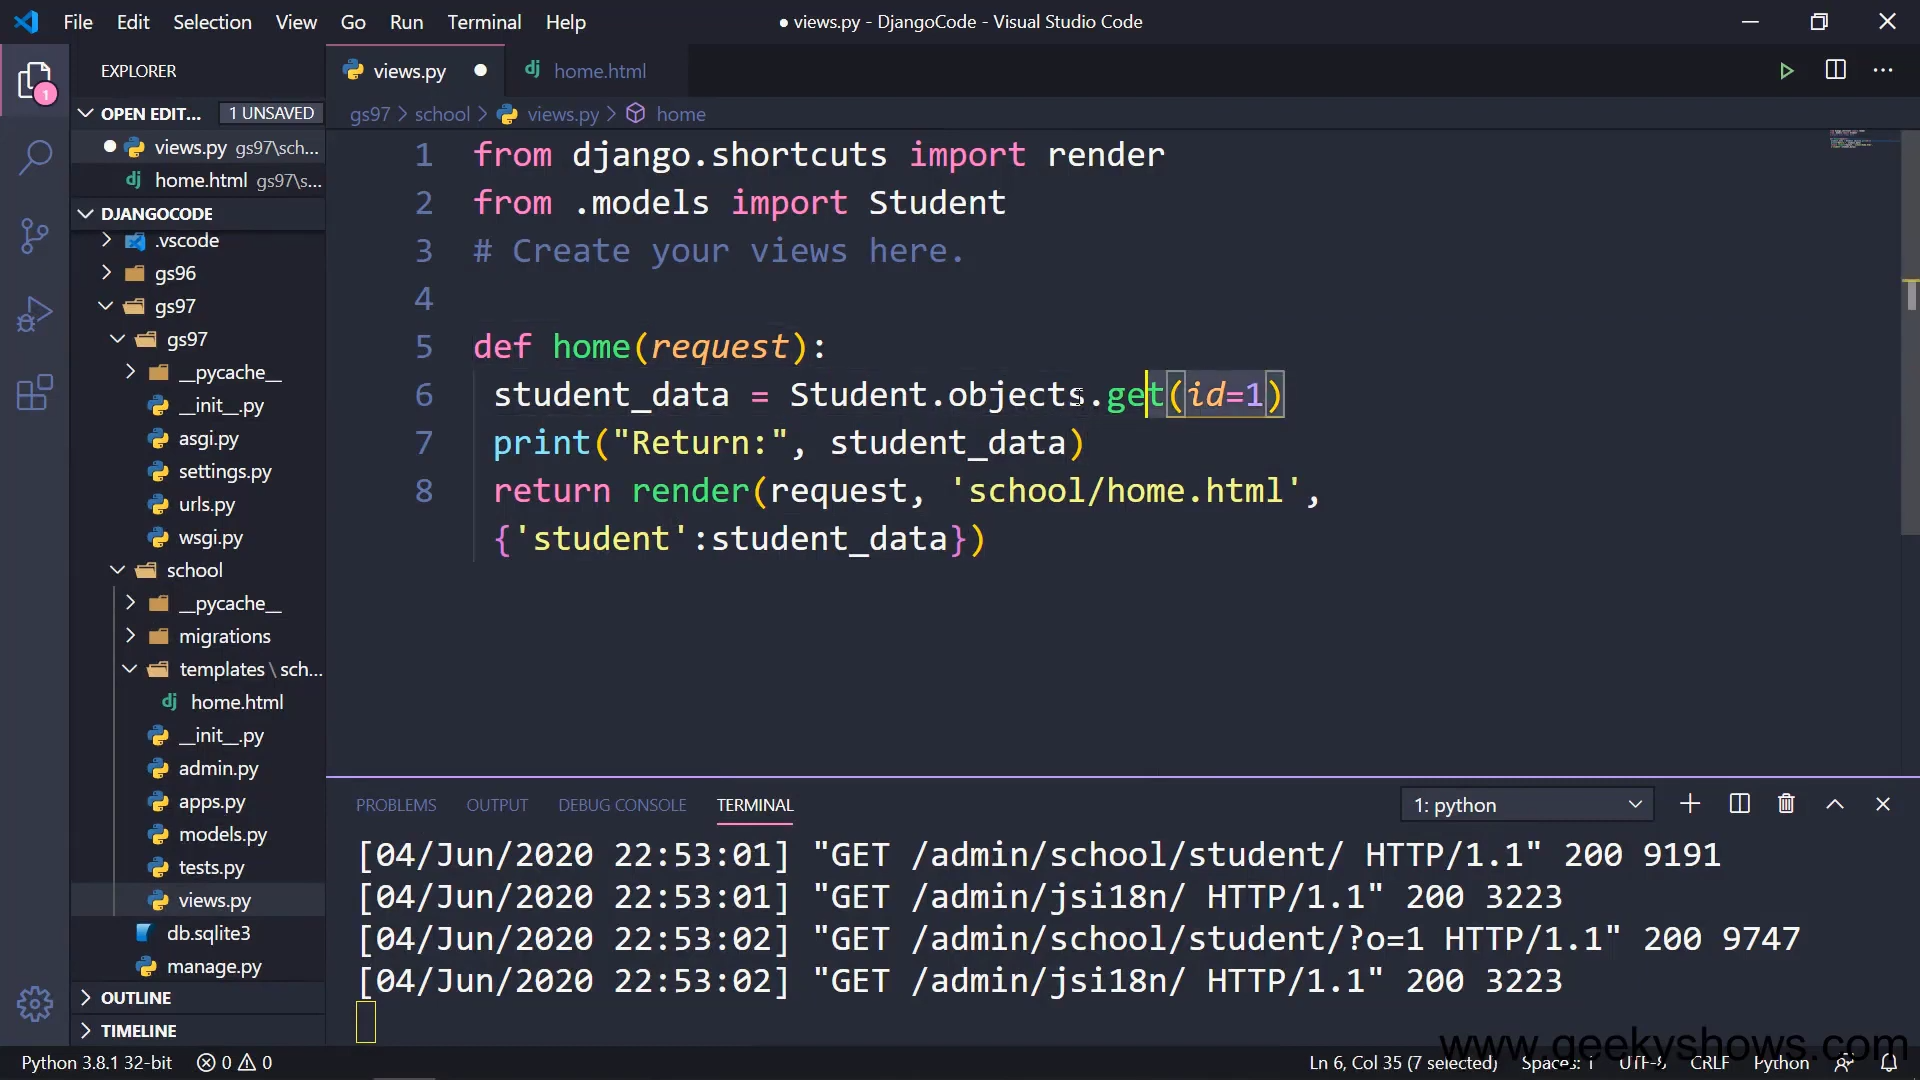 File Edit Selection View Go Run Terminal Help ● views.py - DjangoCode - Visual Studio Code
EXPLORER
OPEN EDIT... 1 UNSAVED
views.py gs97\sch...
home.html gs97\s...
DJANGOCODE
.vscode
gs96
gs97
gs97
__pycache__
__init__.py
asgi.py
settings.py
urls.py
wsgi.py
school
__pycache__
migrations
templates \ sch...
home.html
__init__.py
admin.py
apps.py
models.py
tests.py
views.py
db.sqlite3
manage.py
OUTLINE
TIMELINE
1
views.py home.html
gs97 > school > views.py > home
1 from django.shortcuts import render
2 from .models import Student
3 # Create your views here.
4
5 def home(request):
6 student_data = Student.objects.get(id=1)
7 print("Return:", student_data)
8 return render(request, 'school/home.html',
{'student':student_data})
PROBLEMS OUTPUT DEBUG CONSOLE TERMINAL 1: python
[04/Jun/2020 22:53:01] "GET /admin/school/student/ HTTP/1.1" 200 9191
[04/Jun/2020 22:53:01] "GET /admin/jsi18n/ HTTP/1.1" 200 3223
[04/Jun/2020 22:53:02] "GET /admin/school/student/?o=1 HTTP/1.1" 200 9747
[04/Jun/2020 22:53:02] "GET /admin/jsi18n/ HTTP/1.1" 200 3223
www.geekyshows.com
Python 3.8.1 32-bit 0 0 Ln 6, Col 35 (7 selected) Spaces: 1 UTF-8 CRLF Python